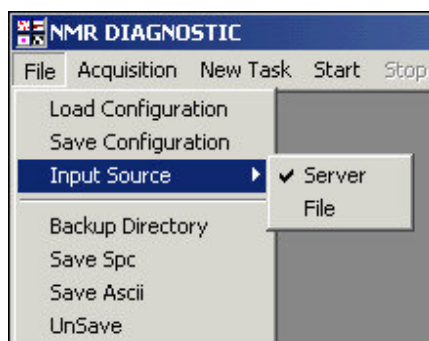 NMR DIAGNOSTIC
File Acquisition New Task Start Stop
Load Configuration
Save Configuration
Input Source
Server
File
Backup Directory
Save Spc
Save Ascii
UnSave